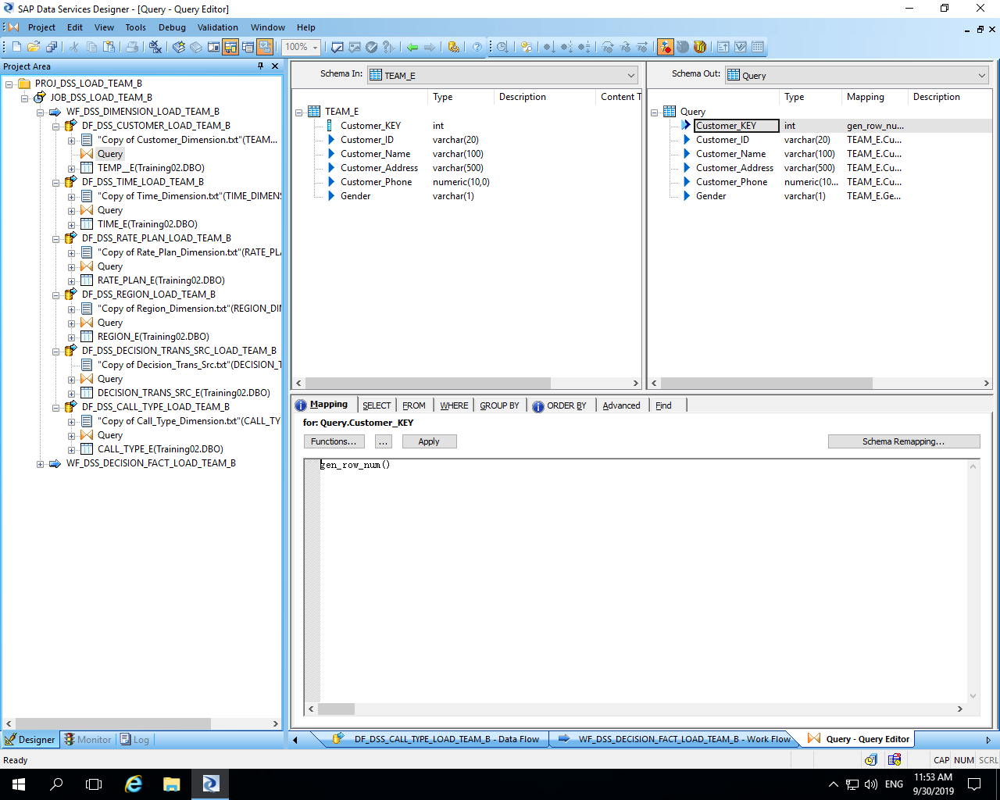 SAP Data Services Designer - [Query - Query Editor]
Project Edit View Tools Debug Validation Window Help
100%
Project Area
PROJ_DSS_LOAD_TEAM_B
JOB_DSS_LOAD_TEAM_B
WF_DSS_DIMENSION_LOAD_TEAM_B
DF_DSS_CUSTOMER_LOAD_TEAM_B
"Copy of Customer_Dimension.txt"(TEAM...
Query
TEMP__E(Training02.DBO)
DF_DSS_TIME_LOAD_TEAM_B
"Copy of Time_Dimension.txt"(TIME_DIMENS
Query
TIME_E(Training02.DBO)
DF_DSS_RATE_PLAN_LOAD_TEAM_B
"Copy of Rate_Plan_Dimension.txt"(RATE_PL
Query
RATE_PLAN_E(Training02.DBO)
DF_DSS_REGION_LOAD_TEAM_B
"Copy of Region_Dimension.txt"(REGION_DI
Query
REGION_E(Training02.DBO)
DF_DSS_DECISION_TRANS_SRC_LOAD_TEAM_B
"Copy of Decision_Trans_Src.txt"(DECISION_T
Query
DECISION_TRANS_SRC_E(Training02.DBO)
DF_DSS_CALL_TYPE_LOAD_TEAM_B
"Copy of Call_Type_Dimension.txt"(CALL_TY
Query
CALL_TYPE_E(Training02.DBO)
WF_DSS_DECISION_FACT_LOAD_TEAM_B
Designer Monitor Log
Schema In: TEAM_E
Type Description Content T
TEAM_E
Customer_KEY int
Customer_ID varchar(20)
Customer_Name varchar(100)
Customer_Address varchar(500)
Customer_Phone numeric(10,0)
Gender varchar(1)
Schema Out: Query
Type Mapping Description
Query
Customer_KEY int gen_row_nu...
Customer_ID varchar(20) TEAM_E.Cu...
Customer_Name varchar(100) TEAM_E.Cu...
Customer_Address varchar(500) TEAM_E.Cu...
Customer_Phone numeric(10... TEAM_E.Cu...
Gender varchar(1) TEAM_E.Ge...
Mapping SELECT FROM WHERE GROUP BY ORDER BY Advanced Find
for: Query.Customer_KEY
Functions... ... Apply Schema Remapping...
gen_row_num()
DF_DSS_CALL_TYPE_LOAD_TEAM_B - Data Flow WF_DSS_DECISION_FACT_LOAD_TEAM_B - Work Flow Query - Query Editor
Ready CAP NUM SCRL
ENG 11:53 AM
9/30/2019